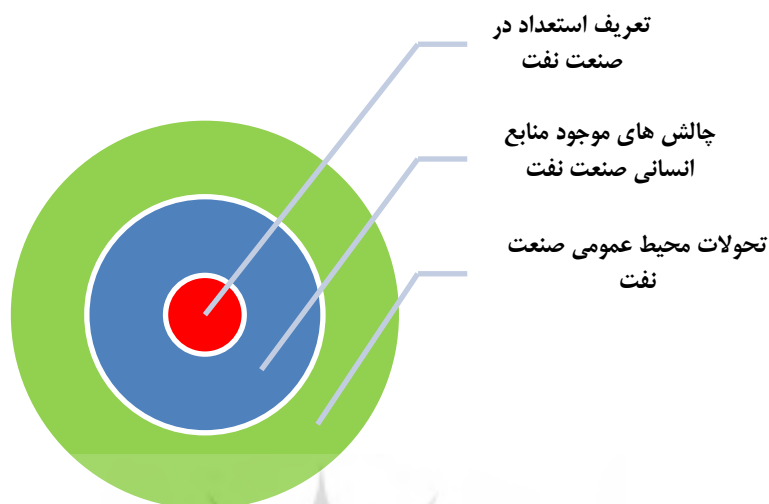 تعریف استعداد در
صنعت نفت
چالش های موجود منابع
انسانی صنعت نفت
تحولات محیط عمومی صنعت
نفت